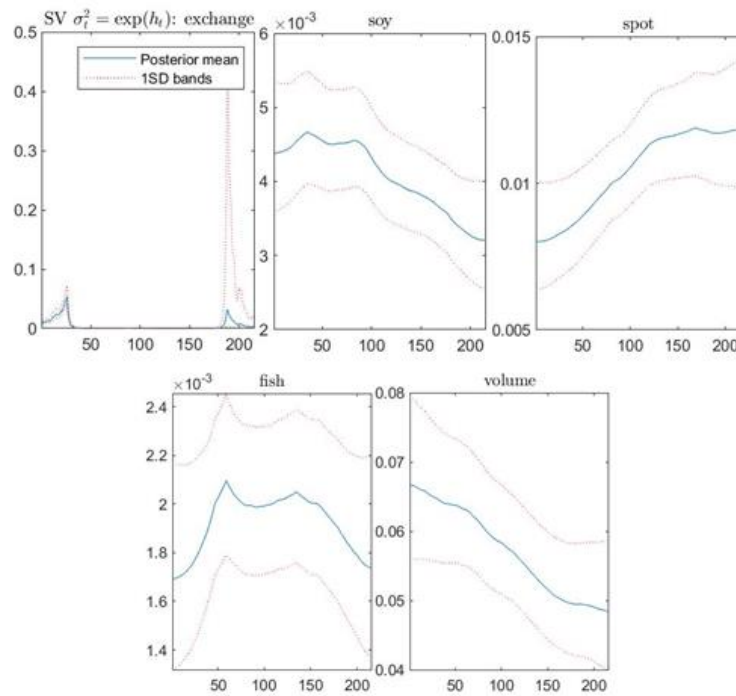 SV $\sigma_t^2 = \exp(h_t)$: exchange
Posterior mean
1SD bands
0.5
0.4
0.3
0.2
0.1
0
50 100 150 200
×10⁻³ soy
6
5
4
3
2
50 100 150 200
spot
0.015
0.01
0.005
50 100 150 200
×10⁻³ fish
2.4
2.2
2
1.8
1.6
1.4
50 100 150 200
volume
0.08
0.07
0.06
0.05
0.04
50 100 150 200